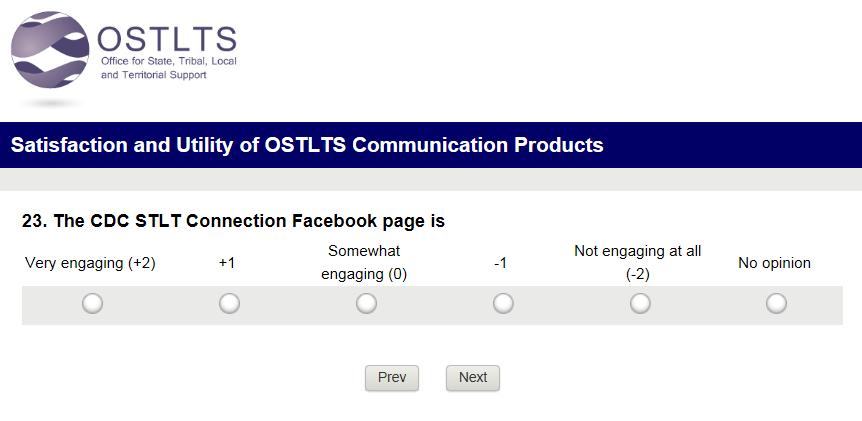 OSTLTS
Office for State, Tribal, Local
and Territorial Support
Satisfaction and Utility of OSTLTS Communication Products
23. The CDC STLT Connection Facebook page is
Very engaging (+2)
+1
Somewhat
engaging (0)
-1
Not engaging at all
(-2)
No opinion
Prev
Next